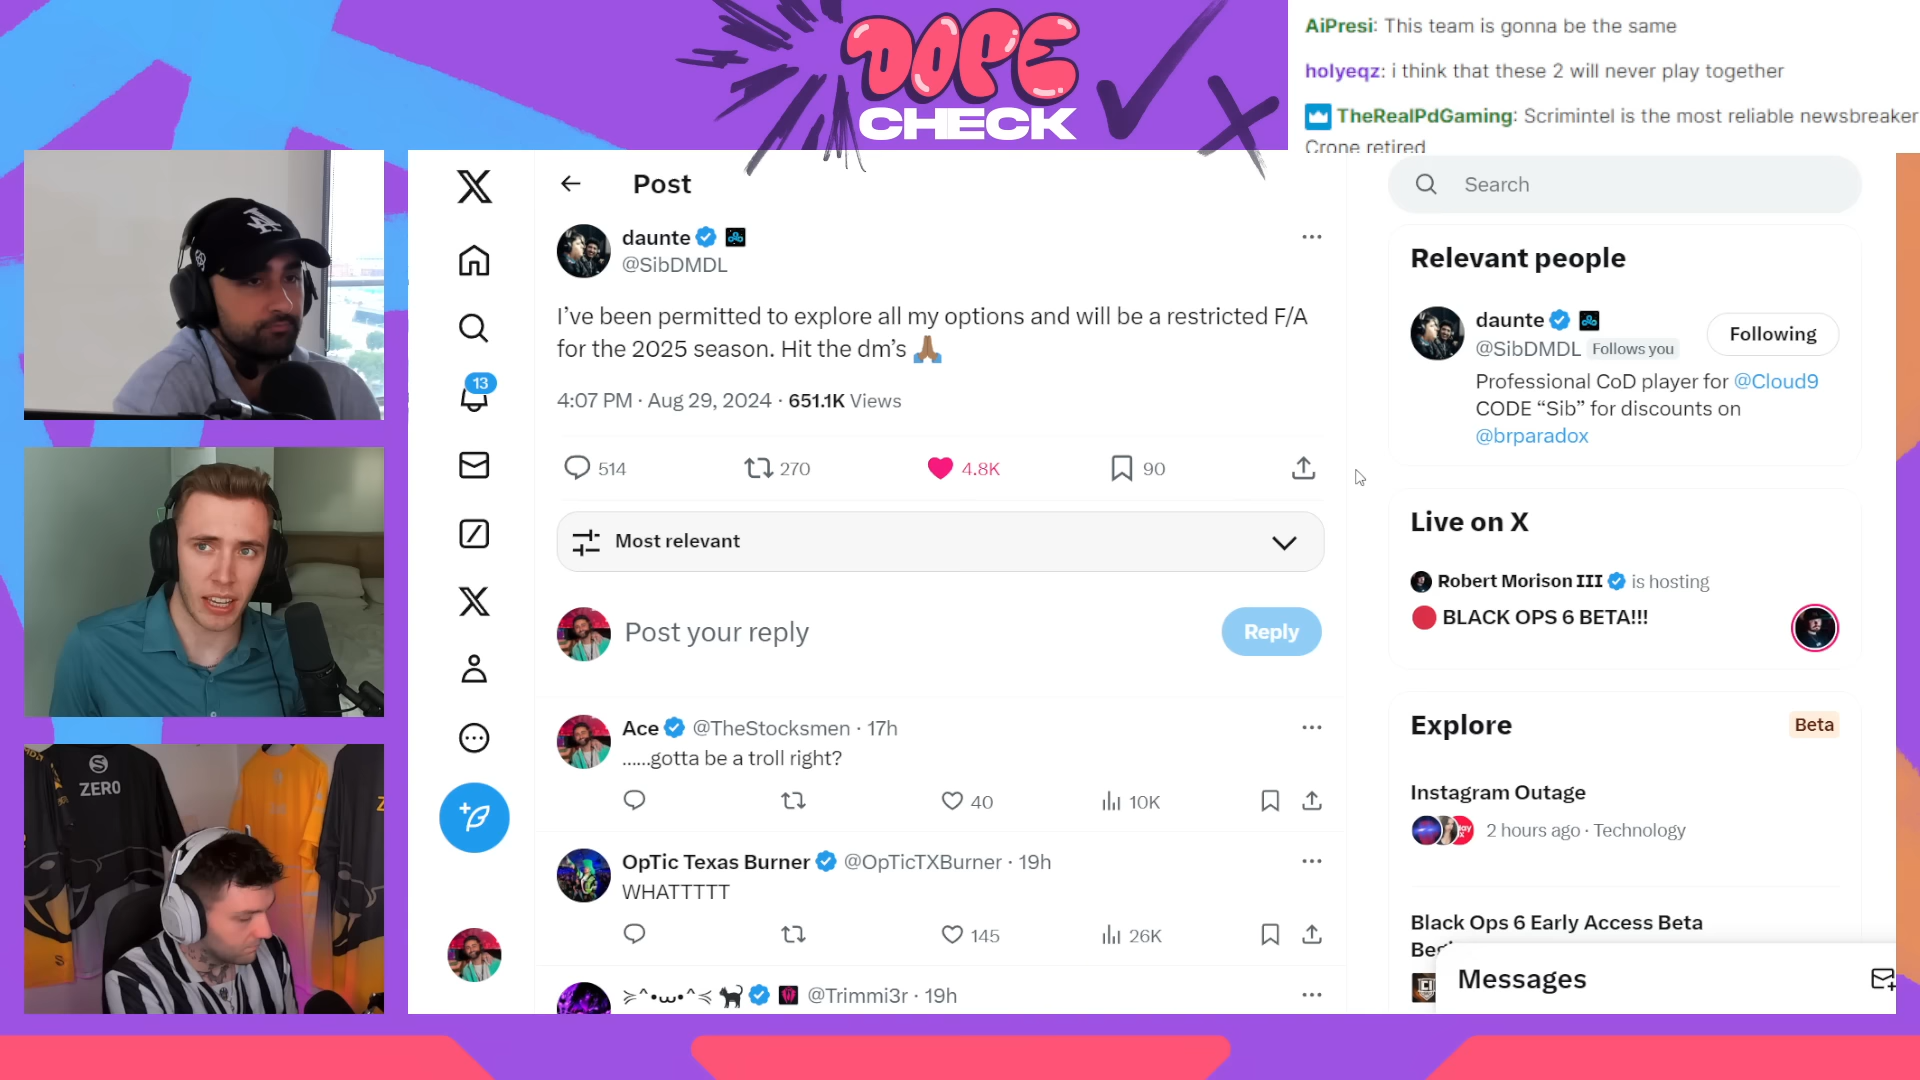 DOPE
CHECK
AiPresi: This team is gonna be the same
holyeqz: i think that these 2 will never play together
TheRealPdGaming: Scrimintel is the most reliable newsbreaker
Crone retired
Post
Search
daunte
@SibDMDL
I've been permitted to explore all my options and will be a restricted F/A
for the 2025 season. Hit the dm's 🙏🏽
4:07 PM · Aug 29, 2024 · 651.1K Views
514
270
4.8K
90
Most relevant
Post your reply
Reply
Ace @TheStocksmen · 17h
......gotta be a troll right?
40
10K
OpTic Texas Burner @OpTicTXBurner · 19h
WHATTTTT
145
26K
≽^•ω•^≼ 🐈‍⬛ @Trimmi3r · 19h
13
Relevant people
daunte
@SibDMDL Follows you
Following
Professional CoD player for @Cloud9
CODE “Sib” for discounts on
@brparadox
Live on X
Robert Morison III is hosting
🔴 BLACK OPS 6 BETA!!!
Explore
Beta
Instagram Outage
2 hours ago · Technology
Black Ops 6 Early Access Beta
Messages
ZERO